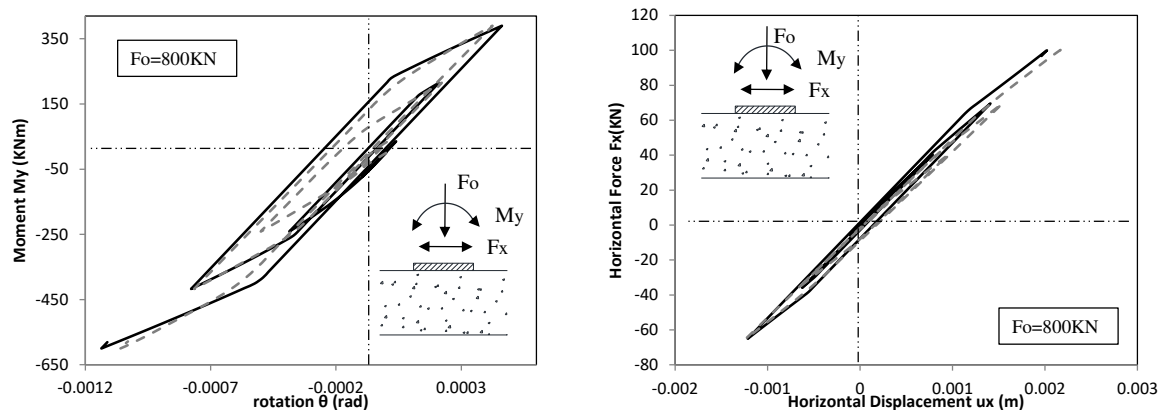 Moment My (KNm)
350
150
-50
-250
-450
-650
Fo=800KN
Fo
My
Fx
-0.0012
-0.0007
-0.0002
0.0003
rotation θ (rad)
Horizontal Force Fx(KN)
120
100
80
60
40
20
0
-20
-40
-60
-80
Fo
My
Fx
Fo=800KN
-0.002
-0.001
0
0.001
0.002
0.003
Horizontal Displacement ux (m)